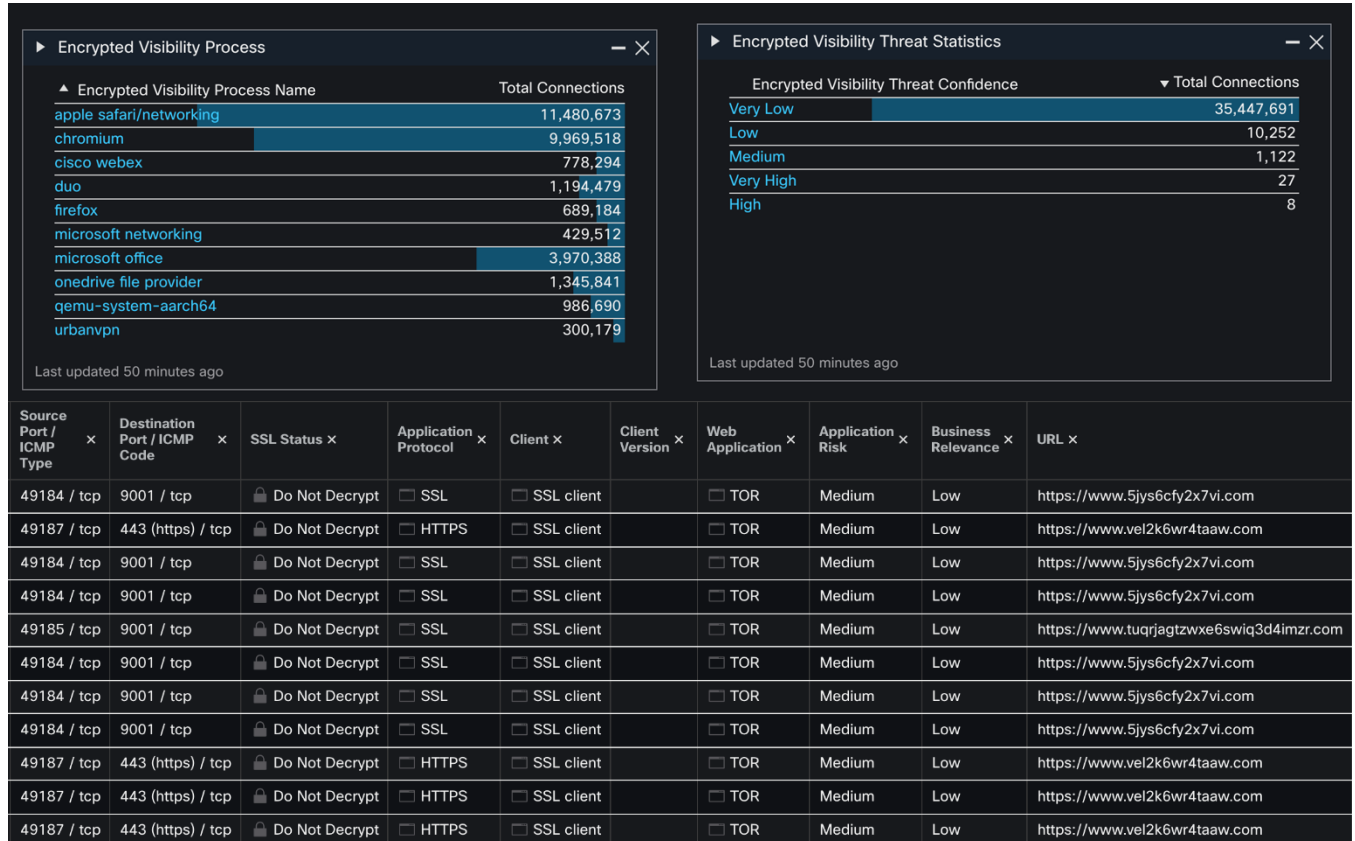 Encrypted Visibility Process
Encrypted Visibility Process Name Total Connections
apple safari/networking 11,480,673
chromium 9,969,518
cisco webex 778,294
duo 1,194,479
firefox 689,184
microsoft networking 429,512
microsoft office 3,970,388
onedrive file provider 1,345,841
qemu-system-aarch64 986,690
urbanvpn 300,179
Last updated 50 minutes ago
Encrypted Visibility Threat Statistics
Encrypted Visibility Threat Confidence Total Connections
Very Low 35,447,691
Low 10,252
Medium 1,122
Very High 27
High 8
Last updated 50 minutes ago
Source Port / ICMP Type Destination Port / ICMP Code SSL Status Application Protocol Client Client Version Web Application Application Risk Business Relevance URL
49184 / tcp 9001 / tcp Do Not Decrypt SSL SSL client TOR Medium Low https://www.5jys6cfy2x7vi.com
49187 / tcp 443 (https) / tcp Do Not Decrypt HTTPS SSL client TOR Medium Low https://www.vel2k6wr4taaw.com
49184 / tcp 9001 / tcp Do Not Decrypt SSL SSL client TOR Medium Low https://www.5jys6cfy2x7vi.com
49184 / tcp 9001 / tcp Do Not Decrypt SSL SSL client TOR Medium Low https://www.5jys6cfy2x7vi.com
49185 / tcp 9001 / tcp Do Not Decrypt SSL SSL client TOR Medium Low https://www.tuqrjagtzwxe6swiq3d4imzr.com
49184 / tcp 9001 / tcp Do Not Decrypt SSL SSL client TOR Medium Low https://www.5jys6cfy2x7vi.com
49184 / tcp 9001 / tcp Do Not Decrypt SSL SSL client TOR Medium Low https://www.5jys6cfy2x7vi.com
49184 / tcp 9001 / tcp Do Not Decrypt SSL SSL client TOR Medium Low https://www.5jys6cfy2x7vi.com
49187 / tcp 443 (https) / tcp Do Not Decrypt HTTPS SSL client TOR Medium Low https://www.vel2k6wr4taaw.com
49187 / tcp 443 (https) / tcp Do Not Decrypt HTTPS SSL client TOR Medium Low https://www.vel2k6wr4taaw.com
49187 / tcp 443 (https) / tcp Do Not Decrypt HTTPS SSL client TOR Medium Low https://www.vel2k6wr4taaw.com